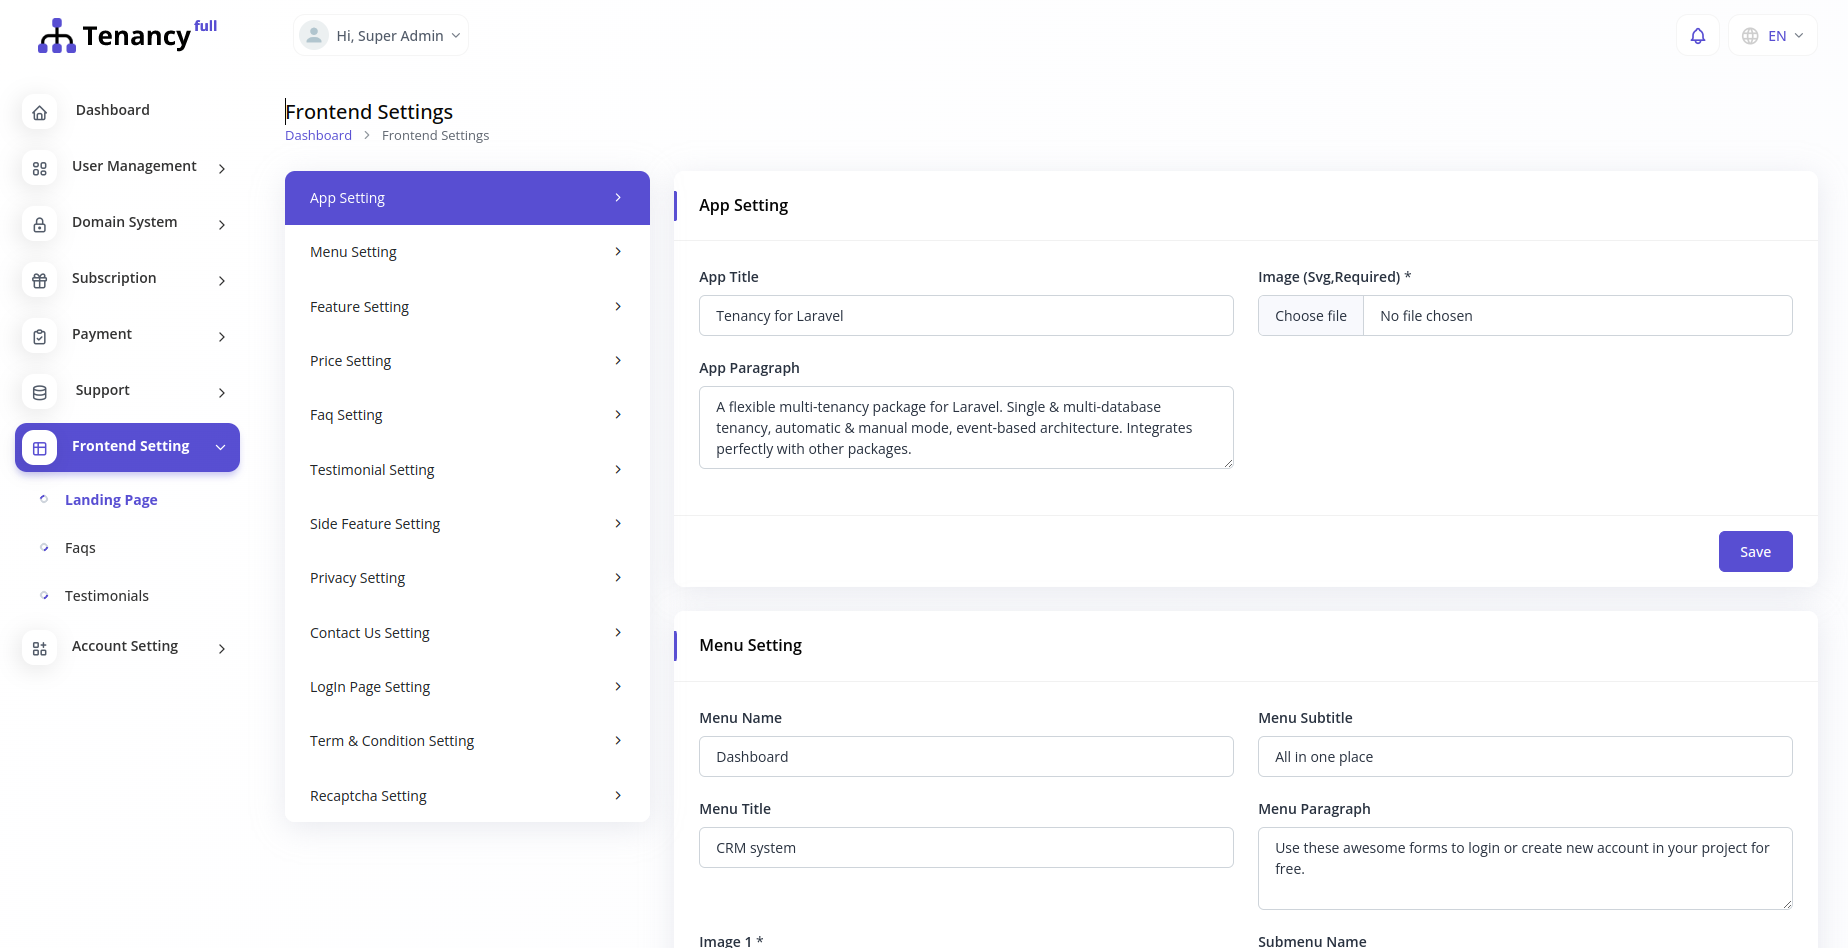 Tenancy full
Hi, Super Admin
EN
Dashboard
User Management
Domain System
Subscription
Payment
Support
Frontend Setting
Landing Page
Faqs
Testimonials
Account Setting
Frontend Settings
Dashboard > Frontend Settings
App Setting
Menu Setting
Feature Setting
Price Setting
Faq Setting
Testimonial Setting
Side Feature Setting
Privacy Setting
Contact Us Setting
LogIn Page Setting
Term & Condition Setting
Recaptcha Setting
App Setting
App Title
Tenancy for Laravel
Image (Svg,Required) *
Choose file No file chosen
App Paragraph
A flexible multi-tenancy package for Laravel. Single & multi-database
tenancy, automatic & manual mode, event-based architecture. Integrates
perfectly with other packages.
Save
Menu Setting
Menu Name
Dashboard
Menu Subtitle
All in one place
Menu Title
CRM system
Menu Paragraph
Use these awesome forms to login or create new account in your project for
free.
Image 1 *
Submenu Name